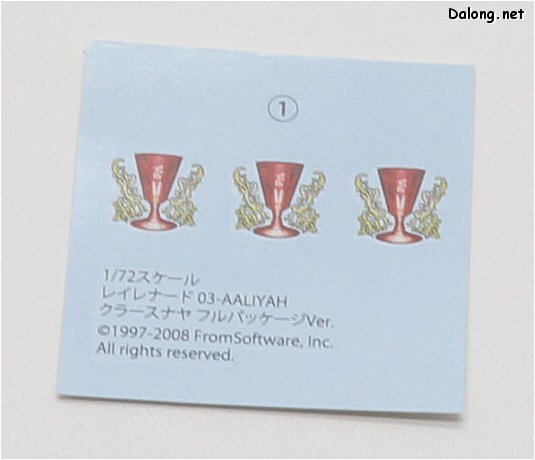 Dalong.net
①
1/72スケール
レイレナード 03-AALIYAH
クラースナヤ フルパッケージVer.
©1997-2008 FromSoftware, Inc.
All rights reserved.